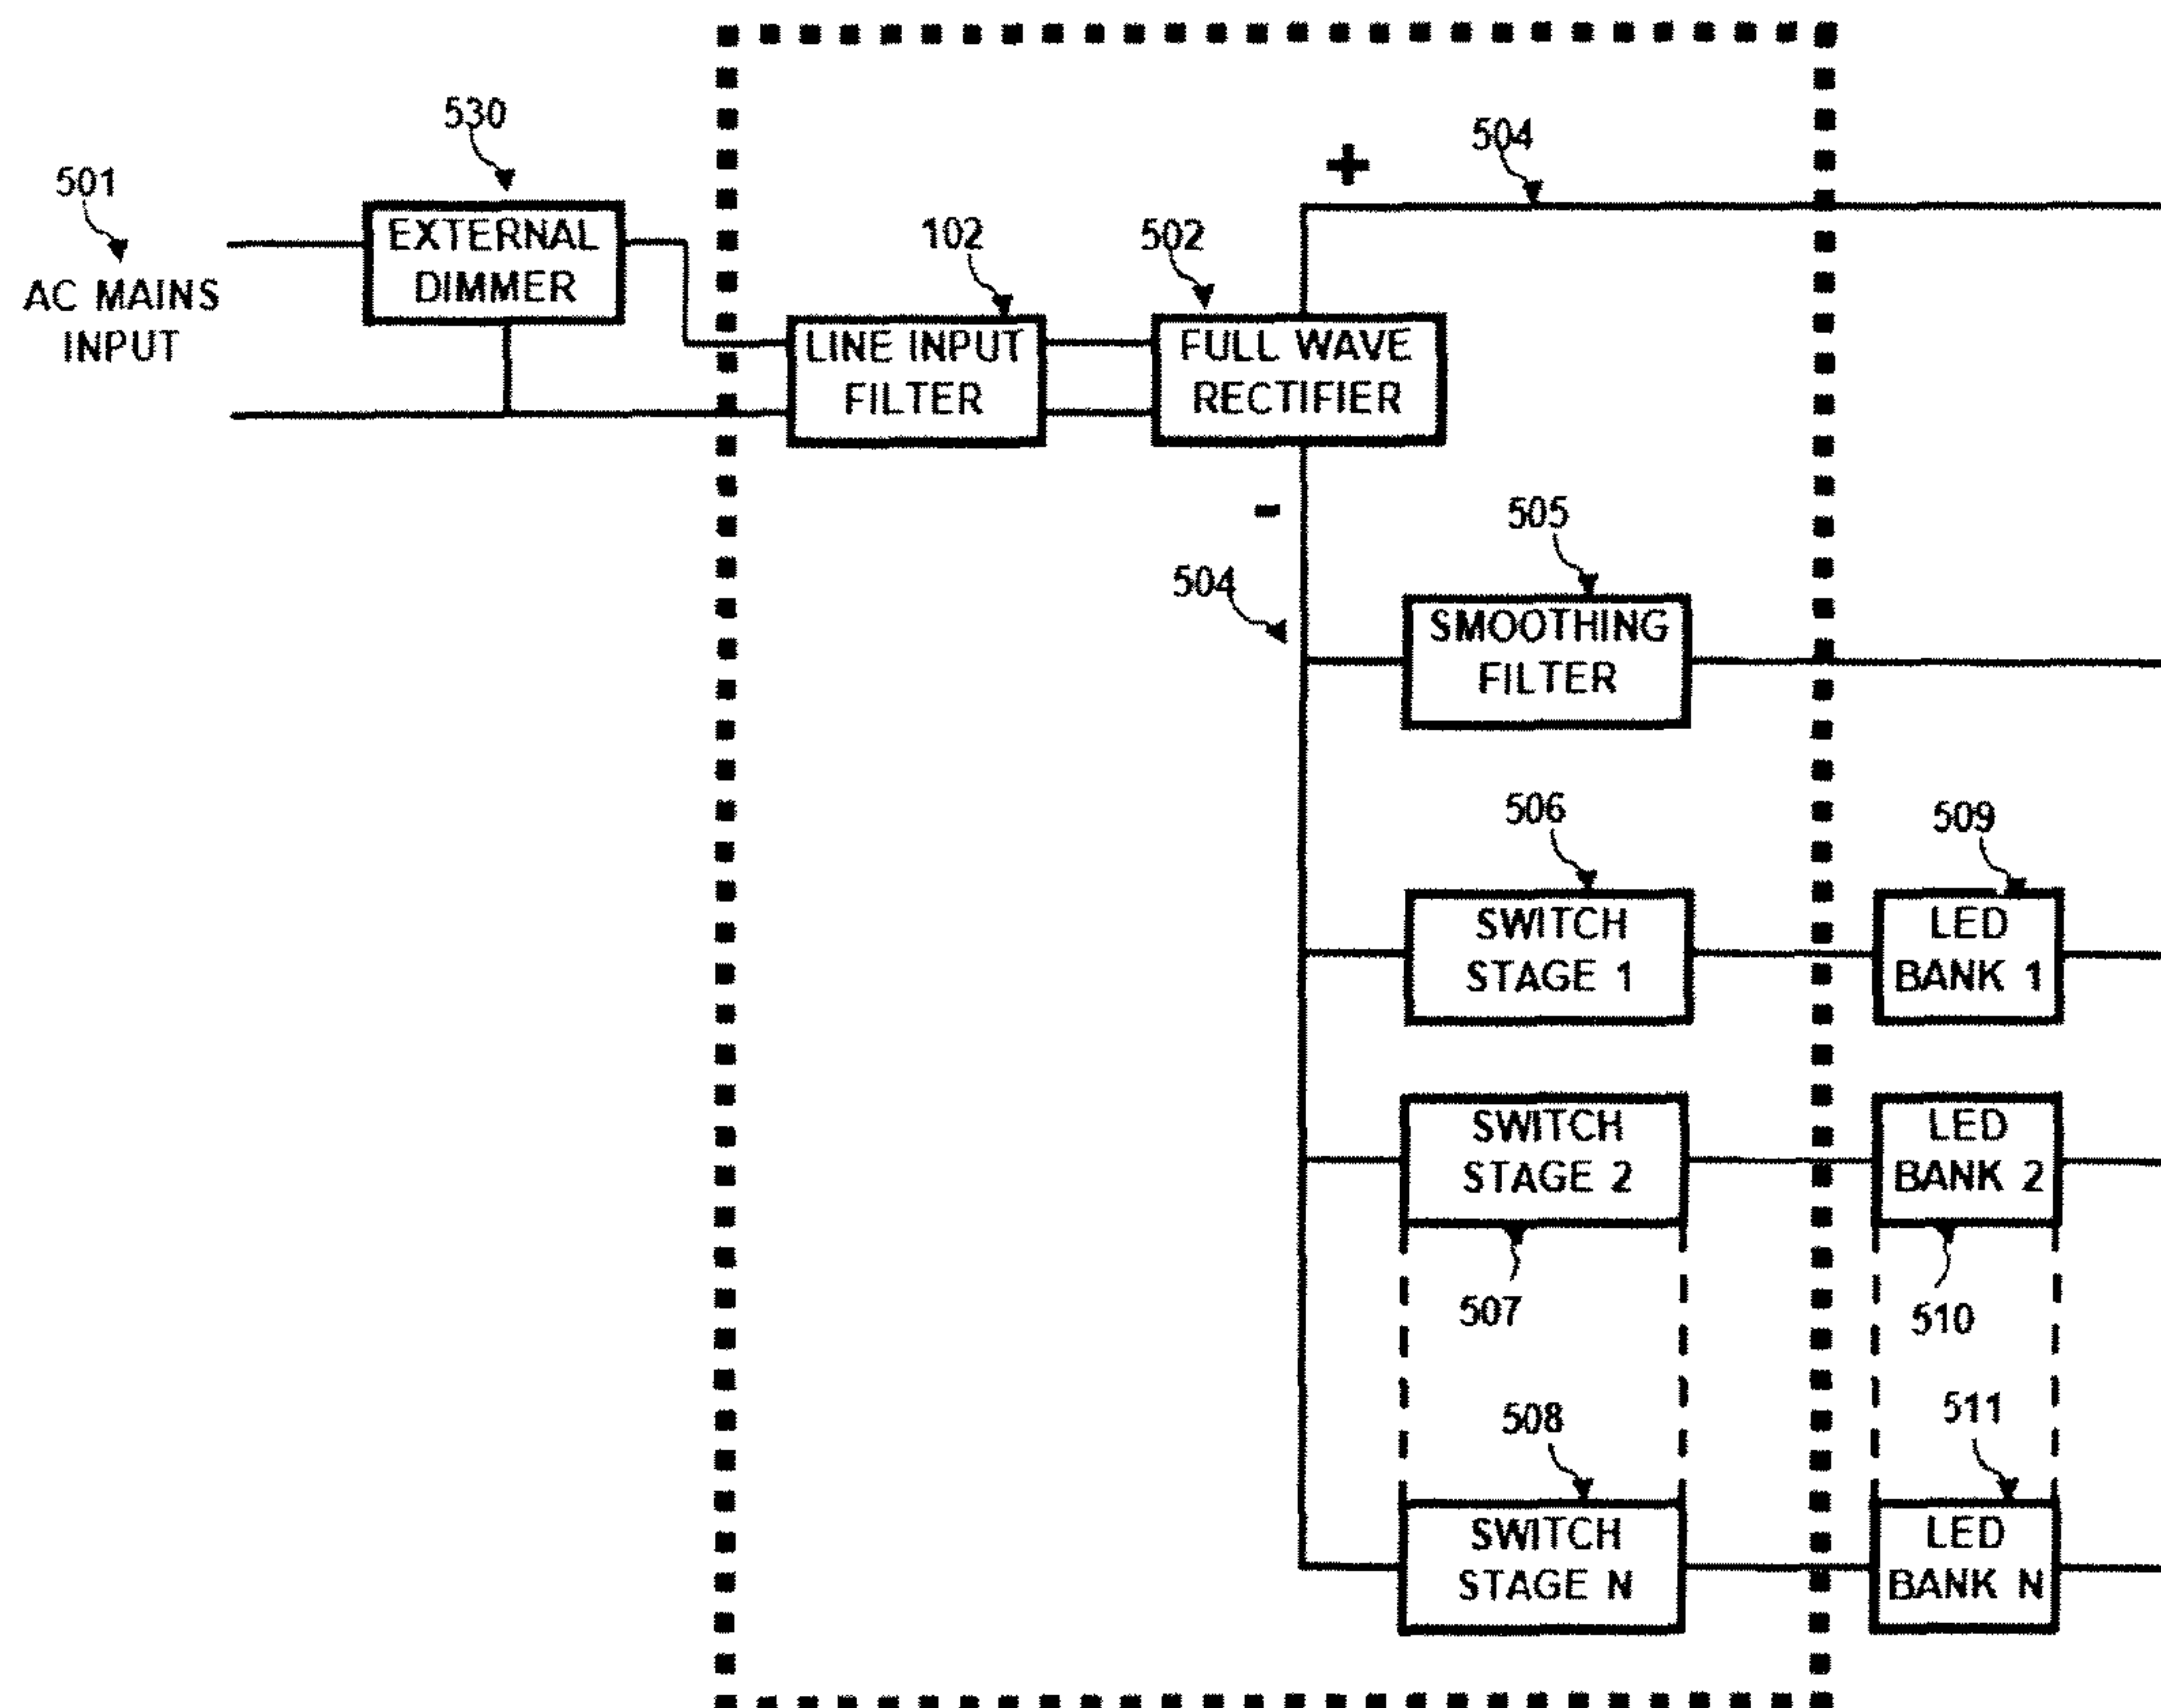 530
504
501
EXTERNAL
DIMMER
+
102
502
AC MAINS
INPUT
LINE INPUT
FILTER
FULL WAVE
RECTIFIER
-
505
504
SMOOTHING
FILTER
506
509
SWITCH
STAGE 1
LED
BANK 1
SWITCH
STAGE 2
LED
BANK 2
507
510
508
511
SWITCH
STAGE N
LED
BANK N